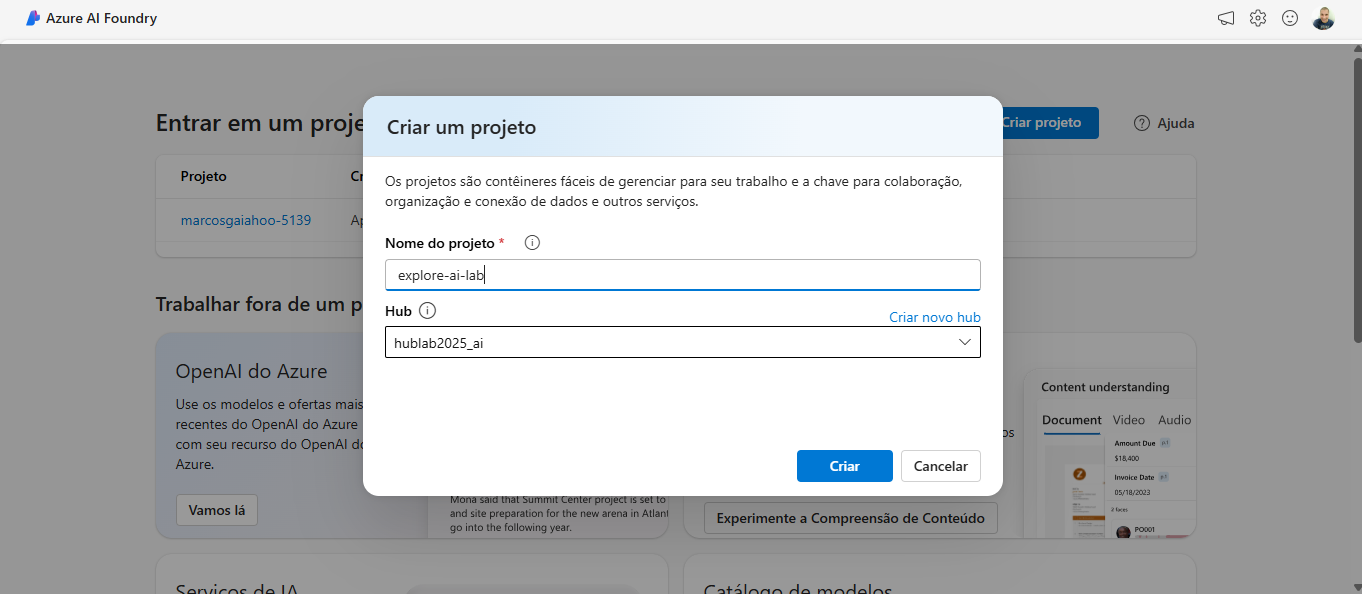 Azure AI Foundry
Entrar em um proje
Criar projeto
Ajuda
Projeto
marcosgaiahoo-5139
Criar um projeto
Os projetos são contêineres fáceis de gerenciar para seu trabalho e a chave para colaboração,
organização e conexão de dados e outros serviços.
Nome do projeto *
explore-ai-lab
Hub
Criar novo hub
hublab2025_ai
Criar
Cancelar
Trabalhar fora de um p
OpenAI do Azure
Use os modelos e ofertas mais
recentes do OpenAI do Azure
com seu recurso do OpenAI do
Azure.
Vamos lá
Mona said that Summit Center project is set to
and site preparation for the new arena in Atlant
go into the following year.
os
Experimente a Compreensão de Conteúdo
Content understanding
Document Video Audio
Amount Due p.1
$18,400
Invoice Date p.1
05/18/2023
2 faces
PO001
Serviços de IA
Catálogo de modelos